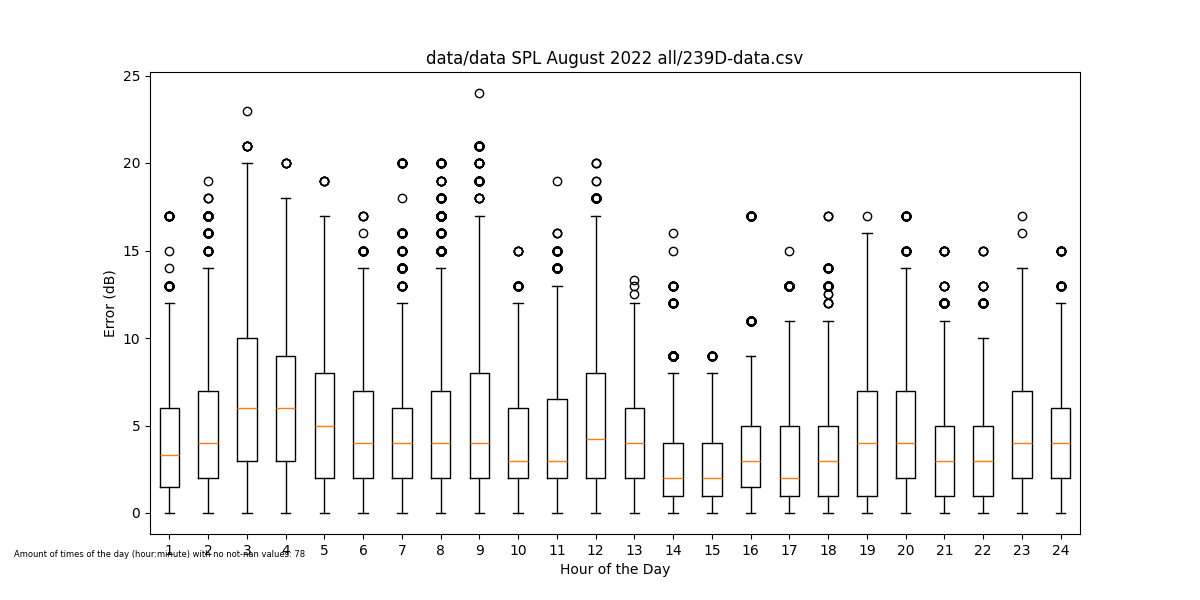 data/data SPL August 2022 all/239D-data.csv
25
20
15
10
5
0
Error (dB)
1 2 3 4 5 6 7 8 9 10 11 12 13 14 15 16 17 18 19 20 21 22 23 24
Amount of times of the day (hour:minute) with no not-nan values: 78
Hour of the Day